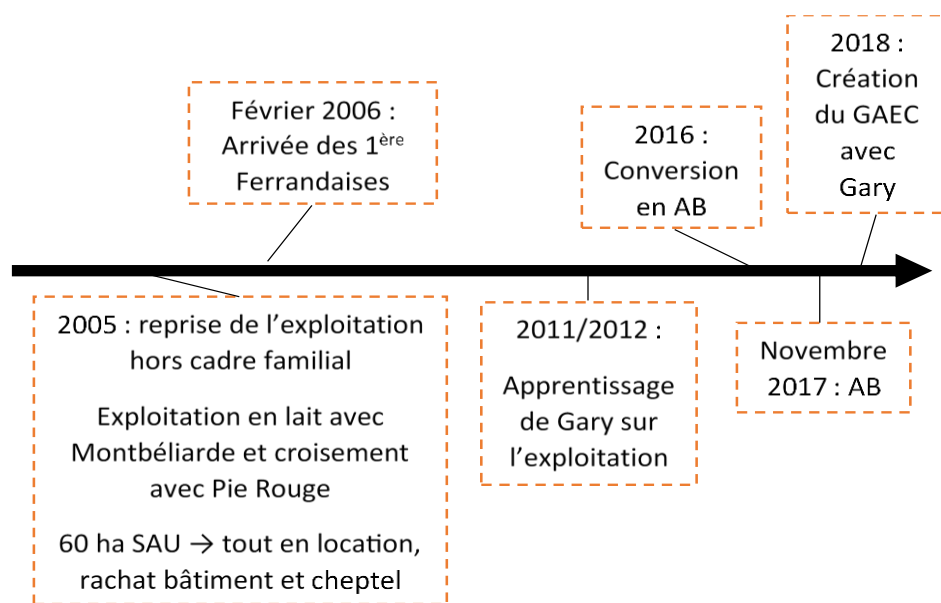 2018 :
Création
du GAEC
avec
Gary
Février 2006 :
Arrivée des 1ère
Ferrandaises
2016 :
Conversion
en AB
2005 : reprise de l’exploitation
hors cadre familial
Exploitation en lait avec
Montbéliarde et croisement
avec Pie Rouge
60 ha SAU → tout en location,
rachat bâtiment et cheptel
2011/2012 :
Apprentissage
de Gary sur
l’exploitation
Novembre
2017 : AB